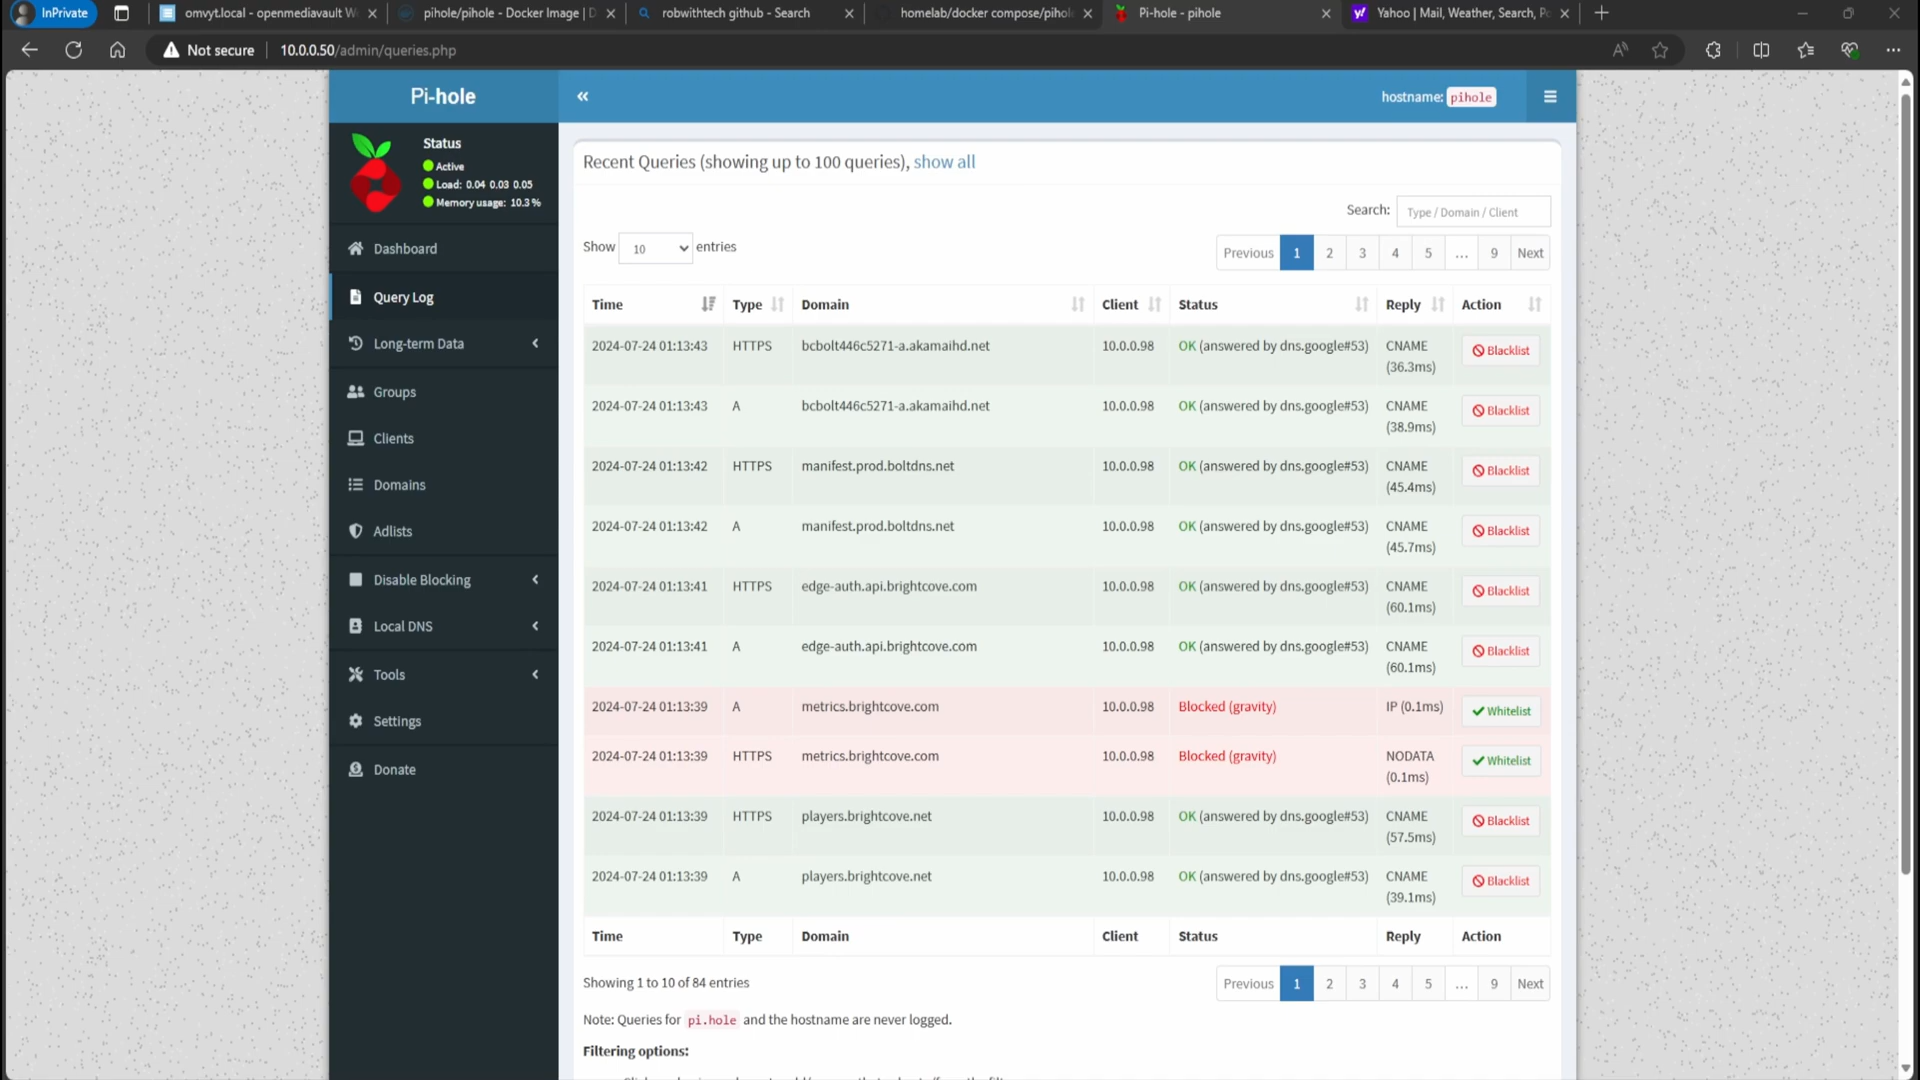 InPrivate
omvyt.local - openmediavault W
pihole/pihole - Docker Image | D
robwithtech github - Search
homelab/docker compose/pihol
Pi-hole - pihole
Yahoo | Mail, Weather, Search, Po
Not secure
10.0.0.50/admin/queries.php
Pi-hole
hostname: pihole
Status
Active
Load: 0.04 0.03 0.05
Memory usage: 10.3 %
Dashboard
Query Log
Long-term Data
Groups
Clients
Domains
Adlists
Disable Blocking
Local DNS
Tools
Settings
Donate
Recent Queries (showing up to 100 queries), show all
Search: Type / Domain / Client
Show 10 entries
Previous 1 2 3 4 5 … 9 Next
Time Type Domain Client Status Reply Action
2024-07-24 01:13:43 HTTPS bcbolt446c5271-a.akamaihd.net 10.0.0.98 OK (answered by dns.google#53) CNAME Blacklist
(36.3ms)
2024-07-24 01:13:43 A bcbolt446c5271-a.akamaihd.net 10.0.0.98 OK (answered by dns.google#53) CNAME Blacklist
(38.9ms)
2024-07-24 01:13:42 HTTPS manifest.prod.boltdns.net 10.0.0.98 OK (answered by dns.google#53) CNAME Blacklist
(45.4ms)
2024-07-24 01:13:42 A manifest.prod.boltdns.net 10.0.0.98 OK (answered by dns.google#53) CNAME Blacklist
(45.7ms)
2024-07-24 01:13:41 HTTPS edge-auth.api.brightcove.com 10.0.0.98 OK (answered by dns.google#53) CNAME Blacklist
(60.1ms)
2024-07-24 01:13:41 A edge-auth.api.brightcove.com 10.0.0.98 OK (answered by dns.google#53) CNAME Blacklist
(60.1ms)
2024-07-24 01:13:39 A metrics.brightcove.com 10.0.0.98 Blocked (gravity) IP (0.1ms) Whitelist
2024-07-24 01:13:39 HTTPS metrics.brightcove.com 10.0.0.98 Blocked (gravity) NODATA Whitelist
(0.1ms)
2024-07-24 01:13:39 HTTPS players.brightcove.net 10.0.0.98 OK (answered by dns.google#53) CNAME Blacklist
(57.5ms)
2024-07-24 01:13:39 A players.brightcove.net 10.0.0.98 OK (answered by dns.google#53) CNAME Blacklist
(39.1ms)
Time Type Domain Client Status Reply Action
Showing 1 to 10 of 84 entries
Previous 1 2 3 4 5 … 9 Next
Note: Queries for pi.hole and the hostname are never logged.
Filtering options: